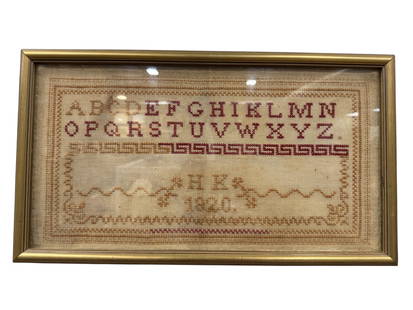 ABCDEFGHIKLMN
OPQRSTUVWXYZ.
HK
1820.